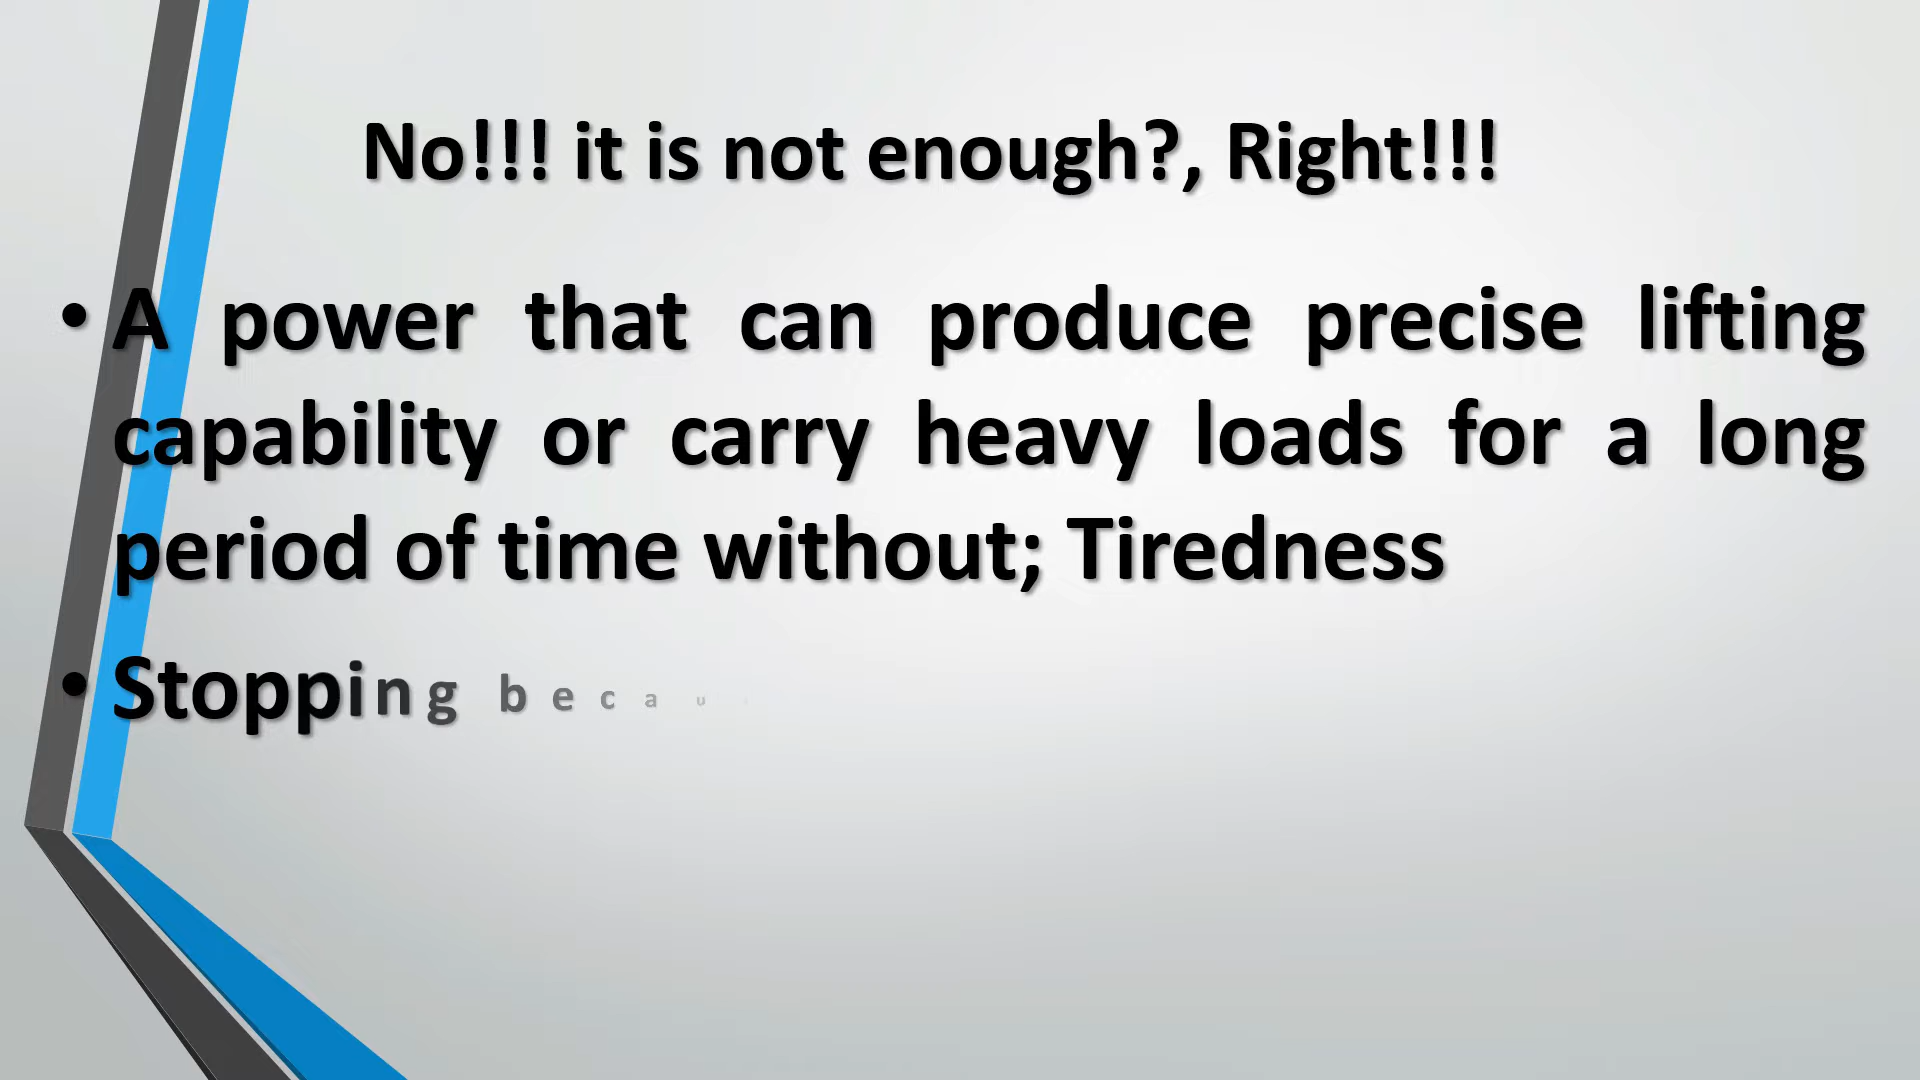 No!!! it is not enough?, Right!!!
• A power that can produce precise lifting
capability or carry heavy loads for a long
period of time without; Tiredness
• Stopping